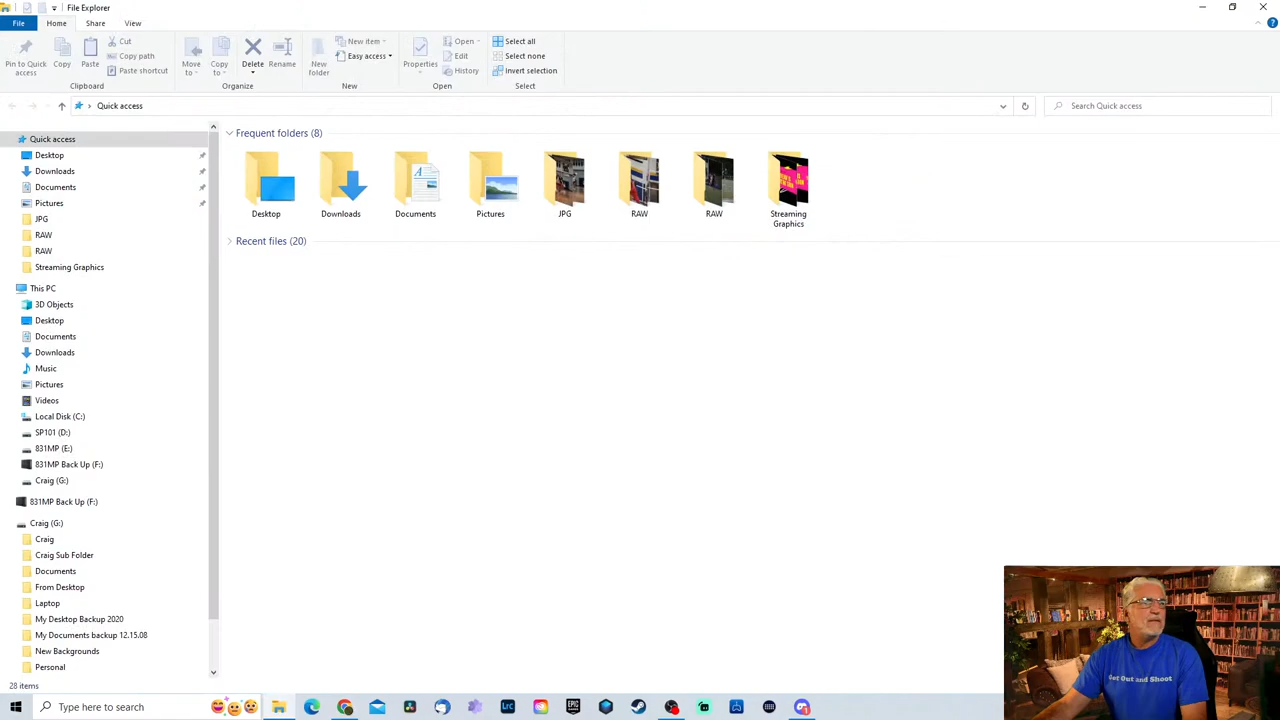 File Explorer
File
Home
Share
View
Pin to Quick access
Copy
Paste
Cut
Copy path
Paste shortcut
Clipboard
Move to
Copy to
Delete
Rename
Organize
New folder
New item
Easy access
New
Properties
Open
Edit
History
Open
Select all
Select none
Invert selection
Select
Quick access
Search Quick access
Quick access
Desktop
Downloads
Documents
Pictures
JPG
RAW
RAW
Streaming Graphics
This PC
3D Objects
Desktop
Documents
Downloads
Music
Pictures
Videos
Local Disk (C:)
SP101 (D:)
831MP (E:)
831MP Back Up (F:)
Craig (G:)
831MP Back Up (F:)
Craig (G:)
Craig
Craig Sub Folder
Documents
From Desktop
Laptop
My Desktop Backup 2020
My Documents backup 12.15.08
New Backgrounds
Personal
Frequent folders (8)
Desktop
Downloads
Documents
Pictures
JPG
RAW
RAW
Streaming
Graphics
Recent files (20)
28 items
Get Out and Shoot
Type here to search
Lrc
EPIC